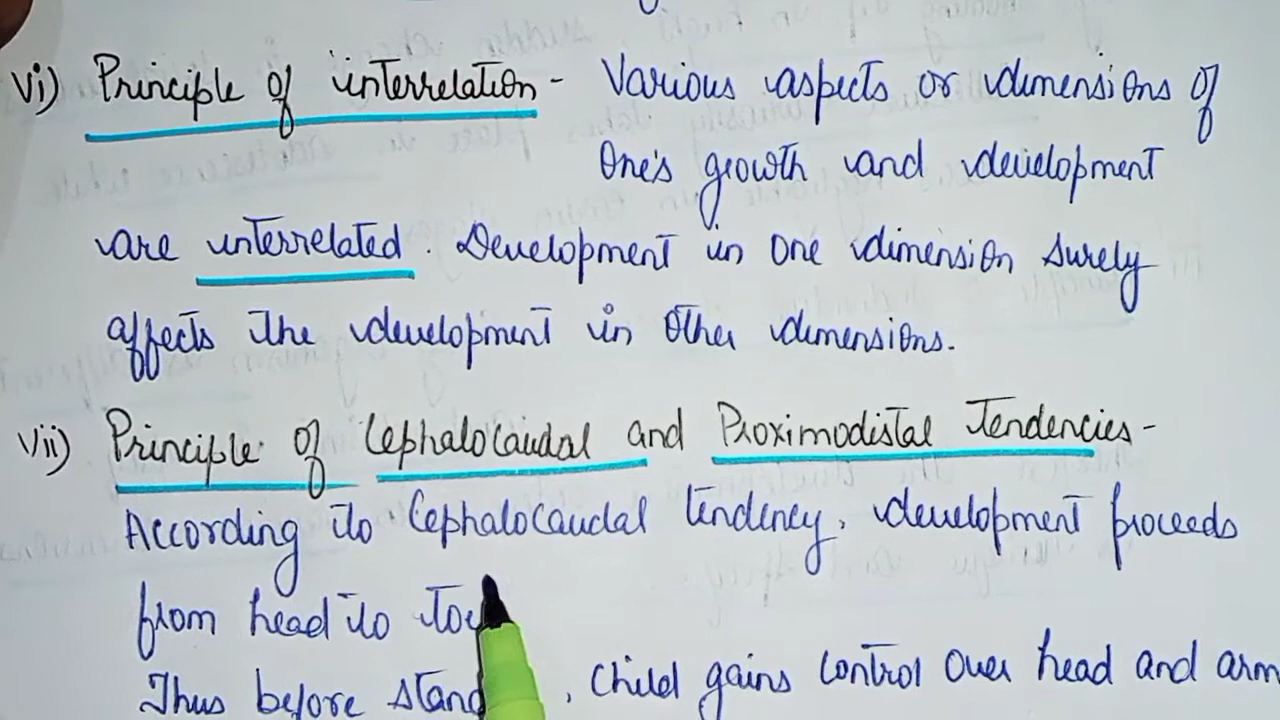 vi) Principle of interrelation - Various aspects or dimensions of
One's growth and development
are interrelated. Development in one dimension surely
affects the development in other dimensions.
vii) Principle of Cephalocaudal and Proximodistal Tendencies -
According to Cephalocaudal tendency, development proceeds
from head to
Thus before , child gains control over head and arm